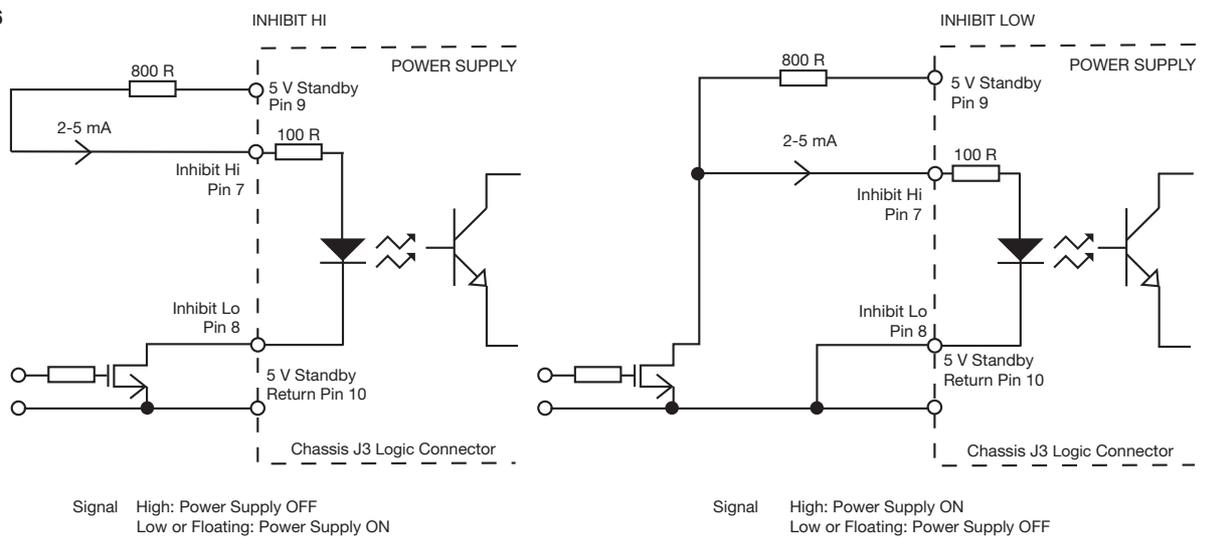 6
INHIBIT HI
POWER SUPPLY
800 R
5 V Standby
Pin 9
2-5 mA
100 R
Inhibit Hi
Pin 7
Inhibit Lo
Pin 8
5 V Standby
Return Pin 10
Chassis J3 Logic Connector
Signal High: Power Supply OFF
Low or Floating: Power Supply ON
INHIBIT LOW
POWER SUPPLY
800 R
5 V Standby
Pin 9
2-5 mA
100 R
Inhibit Hi
Pin 7
Inhibit Lo
Pin 8
5 V Standby
Return Pin 10
Chassis J3 Logic Connector
Signal High: Power Supply ON
Low or Floating: Power Supply OFF